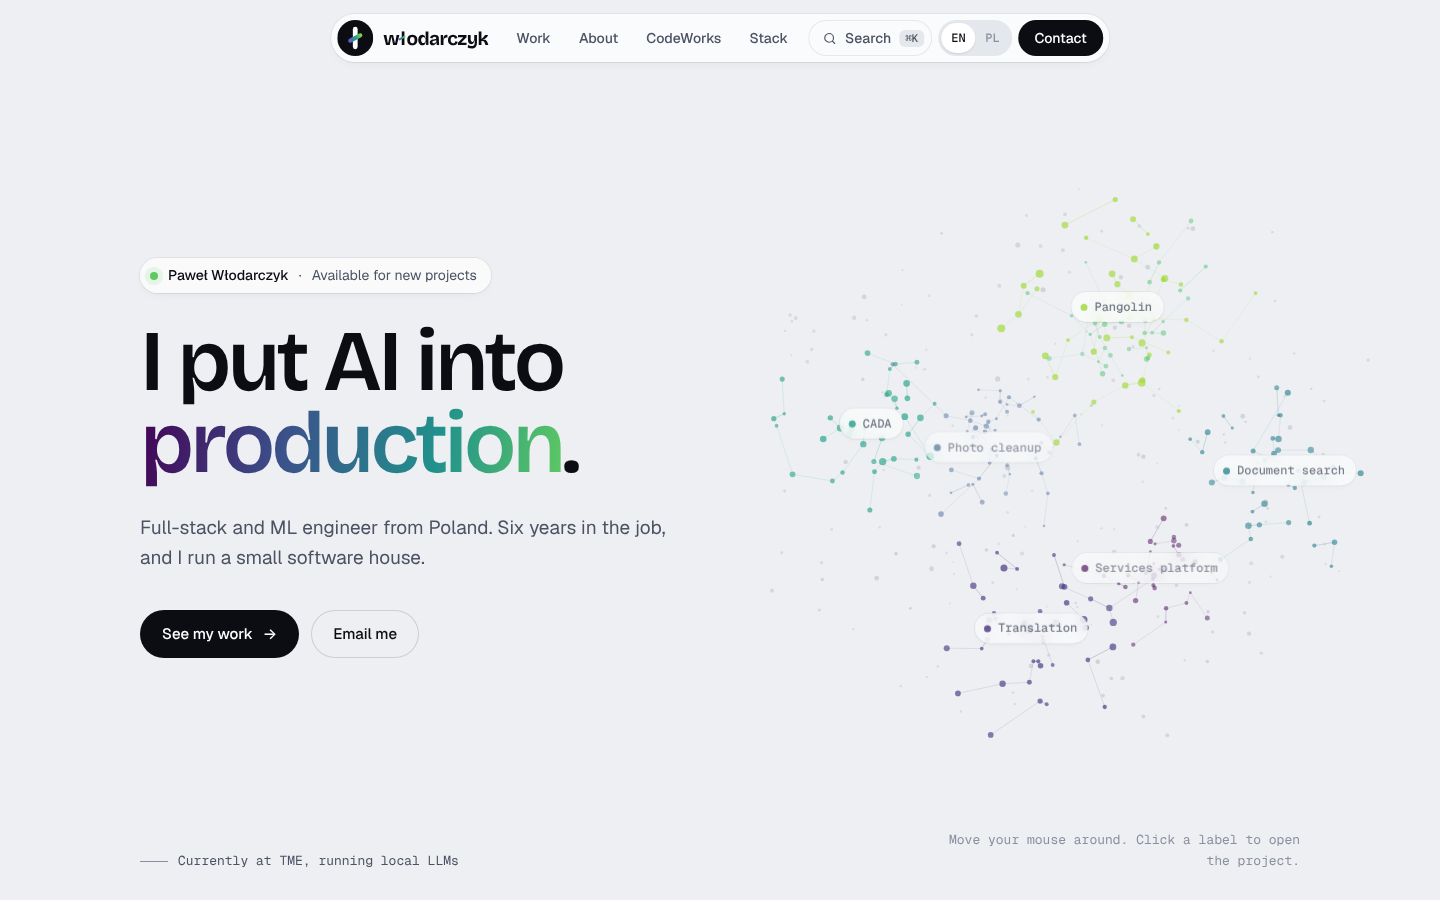 włodarczyk
Work
About
CodeWorks
Stack
Search ⌘K
EN PL
Contact
Paweł Włodarczyk · Available for new projects
I put AI into
production.
Full-stack and ML engineer from Poland. Six years in the job,
and I run a small software house.
See my work →
Email me
Pangolin
CADA
Photo cleanup
Document search
Services platform
Translation
Currently at TME, running local LLMs
Move your mouse around. Click a label to open
the project.